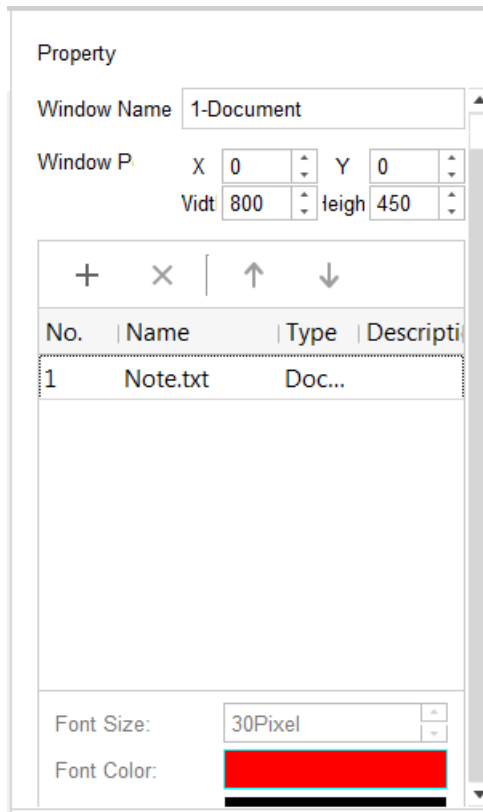 Property
Window Name 1-Document
Window P X 0 Y 0
Vidt 800 Heigh 450
No. Name Type Descripti
1 Note.txt Doc...
Font Size: 30Pixel
Font Color: